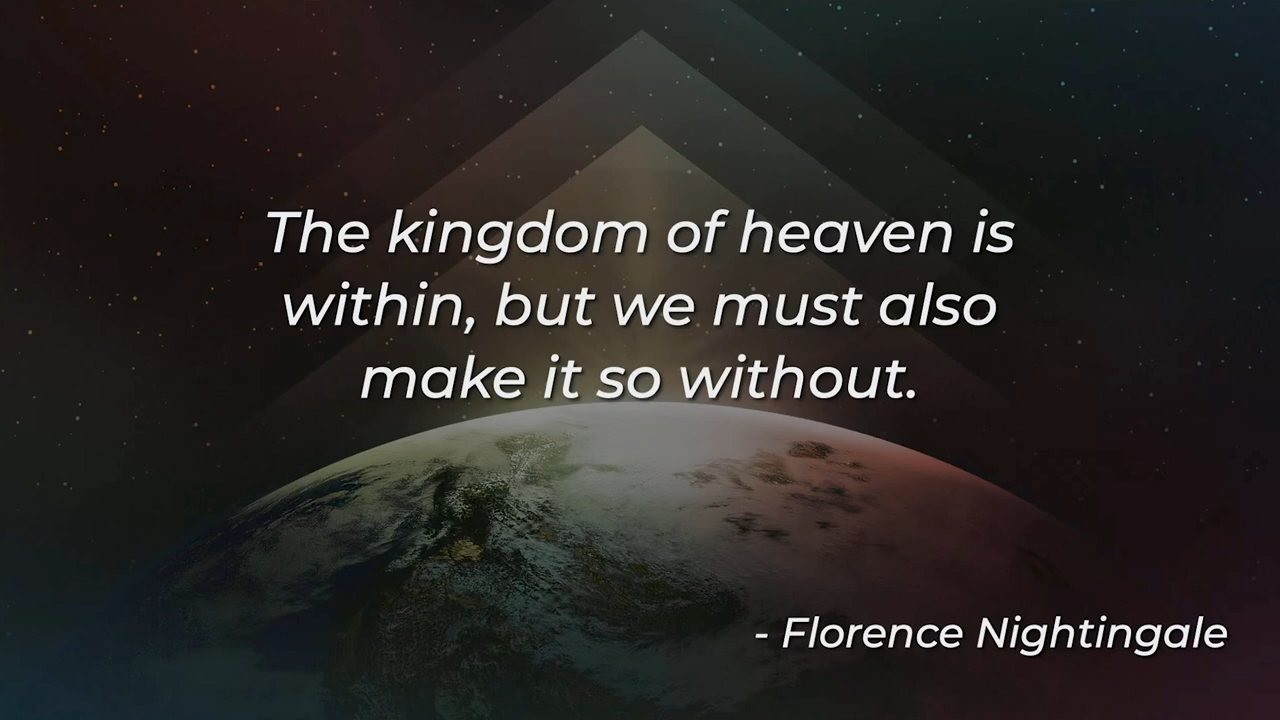 The kingdom of heaven is
within, but we must also
make it so without.
- Florence Nightingale